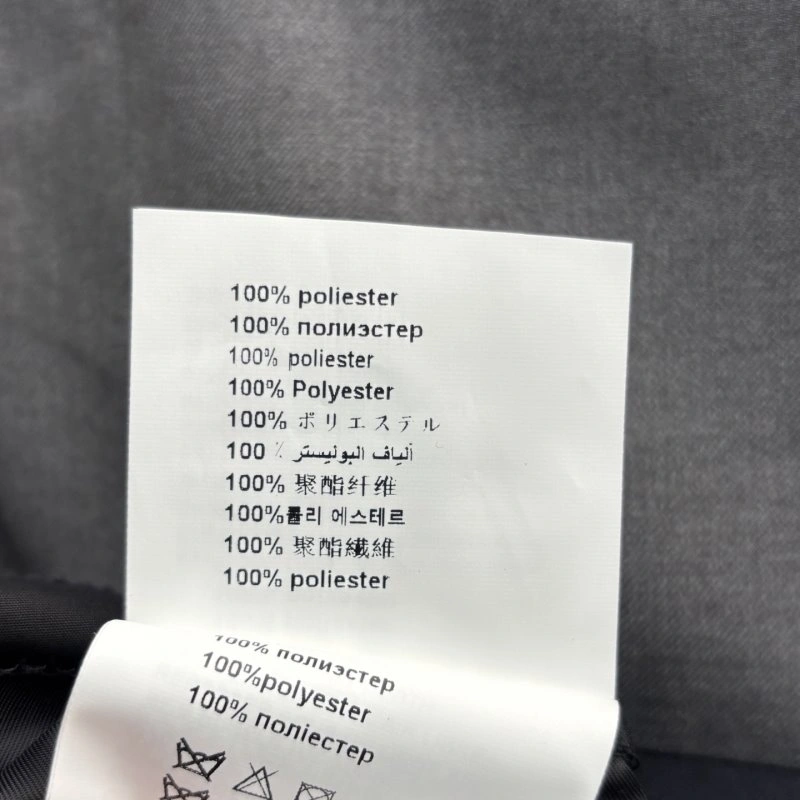 100% poliester
100% полиэстер
100% poliester
100% Polyester
100% ポリエステル
100 ٪ ألياف البوليستر
100% 聚酯纤维
100%폴리 에스테르
100% 聚酯纖維
100% poliester
100% полиэстер
100%polyester
100% поліестер